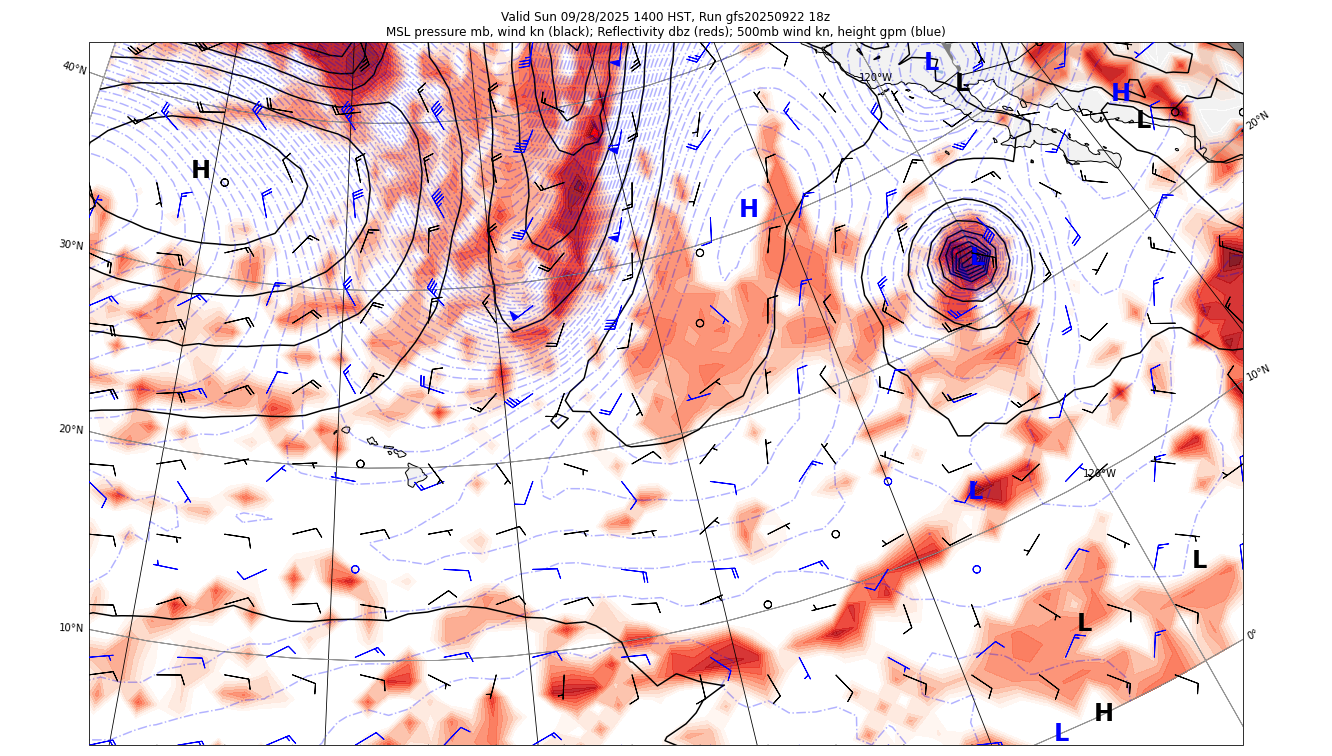 Valid Sun 09/28/2025 1400 HST, Run gfs20250922 18z
MSL pressure mb, wind kn (black); Reflectivity dbz (reds); 500mb wind kn, height gpm (blue)
40°N
L
120°W
L
H
L
20°N
H
H
30°N
L
10°N
20°N
120°W
L
L
10°N
L
0°
H
L